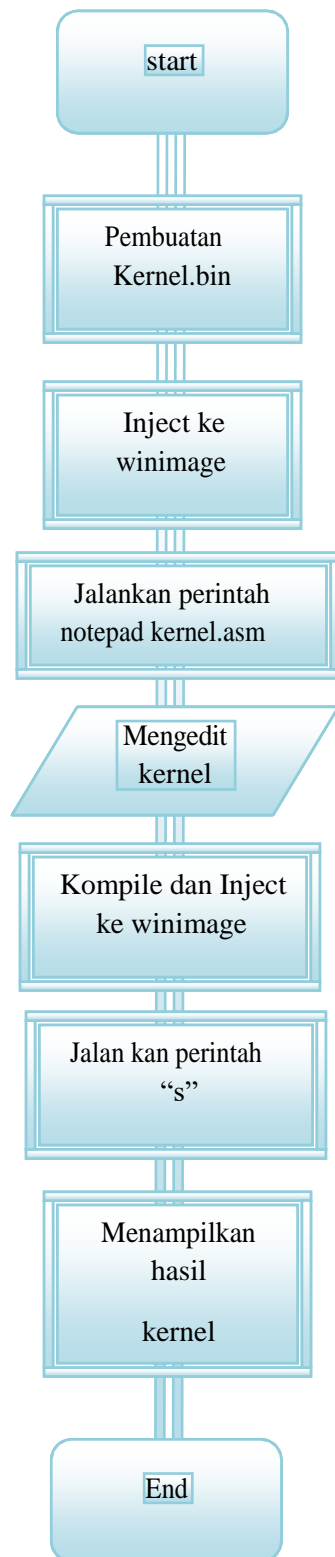 start
Pembuatan
Kernel.bin
Inject ke
winimage
Jalankan perintah
notepad kernel.asm
Mengedit
kernel
Kompile dan Inject
ke winimage
Jalan kan perintah
“s”
Menampilkan
hasil
kernel
End